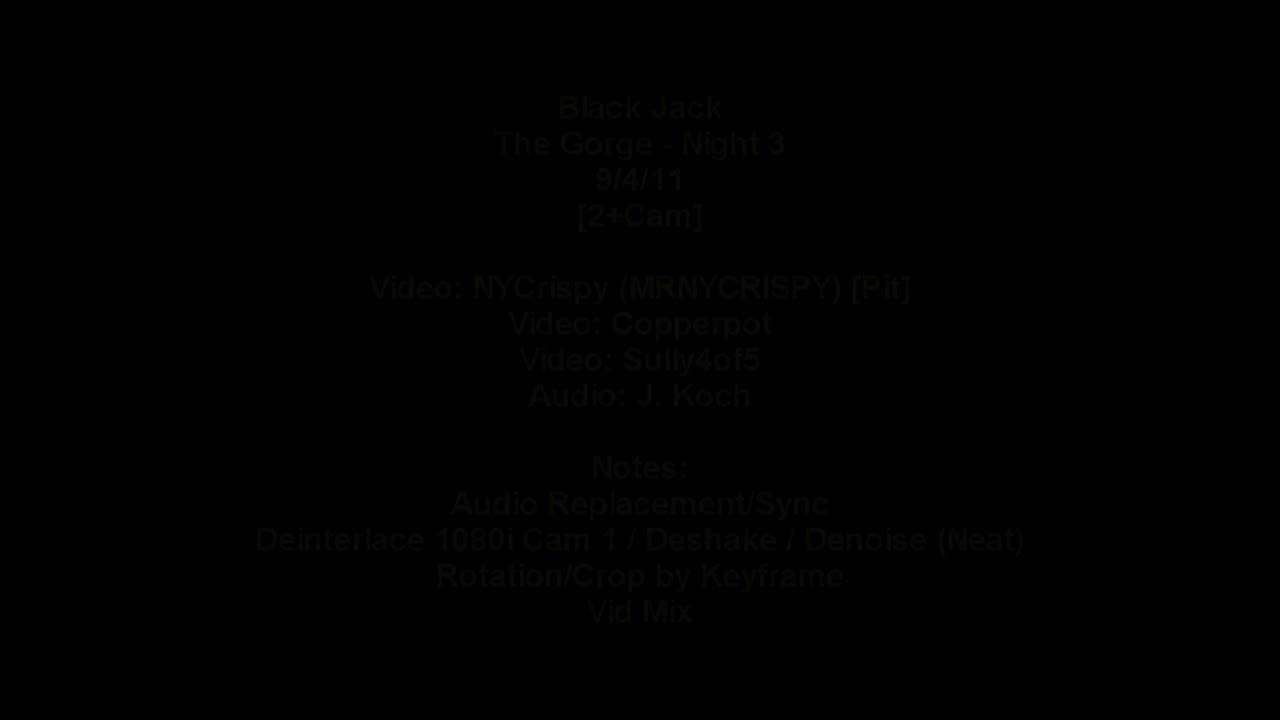 Black Jack
The Gorge - Night 3
9/4/11
[2+Cam]
Video: NYCrispy (MRNYCRISPY) [Pit]
Video: Copperpot
Video: Sully4of5
Audio: J. Koch
Notes:
Audio Replacement/Sync
Deinterlace 1080i Cam 1 / Deshake / Denoise (Neat)
Rotation/Crop by Keyframe
Vid Mix